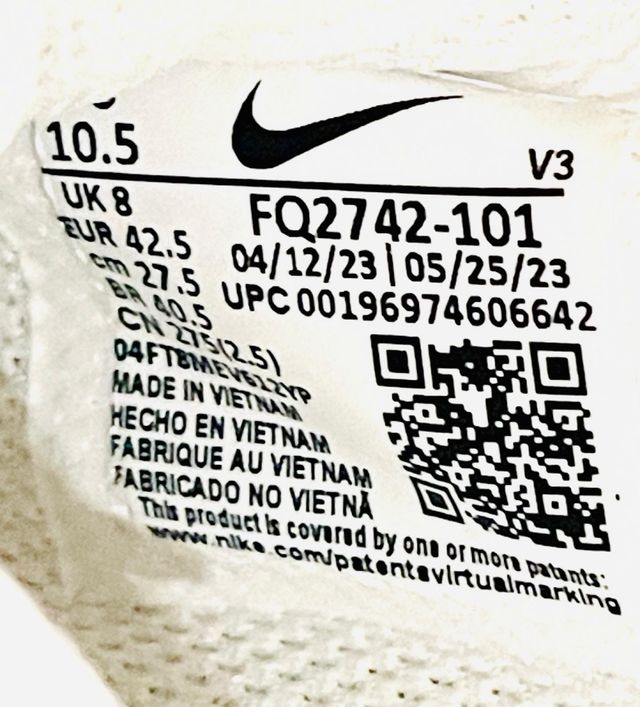 10.5
V3
UK 8
FQ2742-101
EUR 42.5
04/12/23 | 05/25/23
cm 27.5
UPC 00196974606642
BR 40.5
CN 275(2.5)
04FTBMEV612YP
MADE IN VIETNAM
HECHO EN VIETNAM
FABRIQUE AU VIETNAM
FABRICADO NO VIETNÃ
This product is covered by one or more patents:
www.nike.com/patentsvirtualmarking